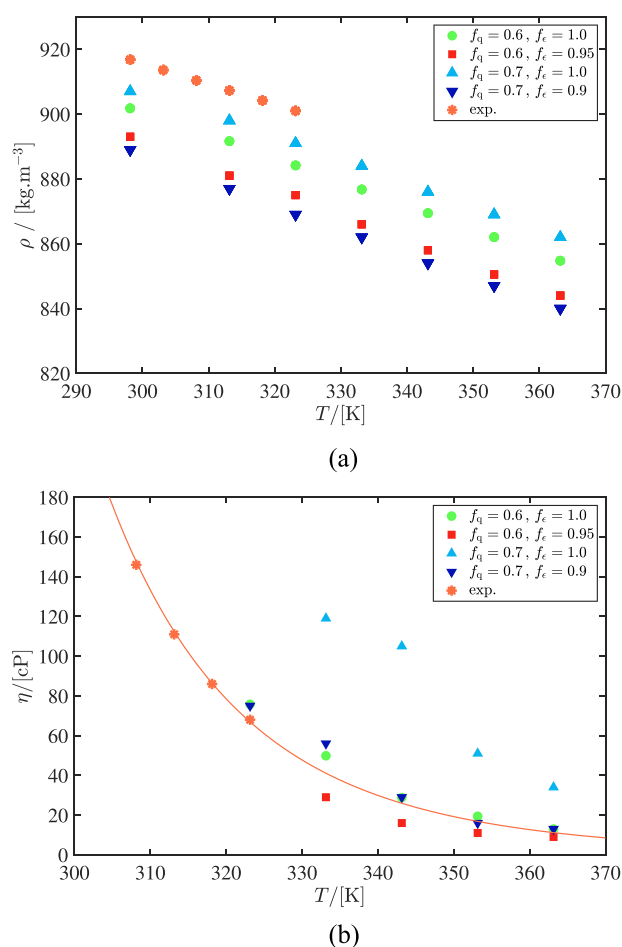 920
900
880
860
840
820
ρ / [kg.m⁻³]
f_q = 0.6 , f_ϵ = 1.0
f_q = 0.6 , f_ϵ = 0.95
f_q = 0.7 , f_ϵ = 1.0
f_q = 0.7 , f_ϵ = 0.9
exp.
290 300 310 320 330 340 350 360 370
T/[K]
(a)
180
160
140
120
100
80
60
40
20
0
η/[cP]
f_q = 0.6 , f_ϵ = 1.0
f_q = 0.6 , f_ϵ = 0.95
f_q = 0.7 , f_ϵ = 1.0
f_q = 0.7 , f_ϵ = 0.9
exp.
300 310 320 330 340 350 360 370
T/[K]
(b)